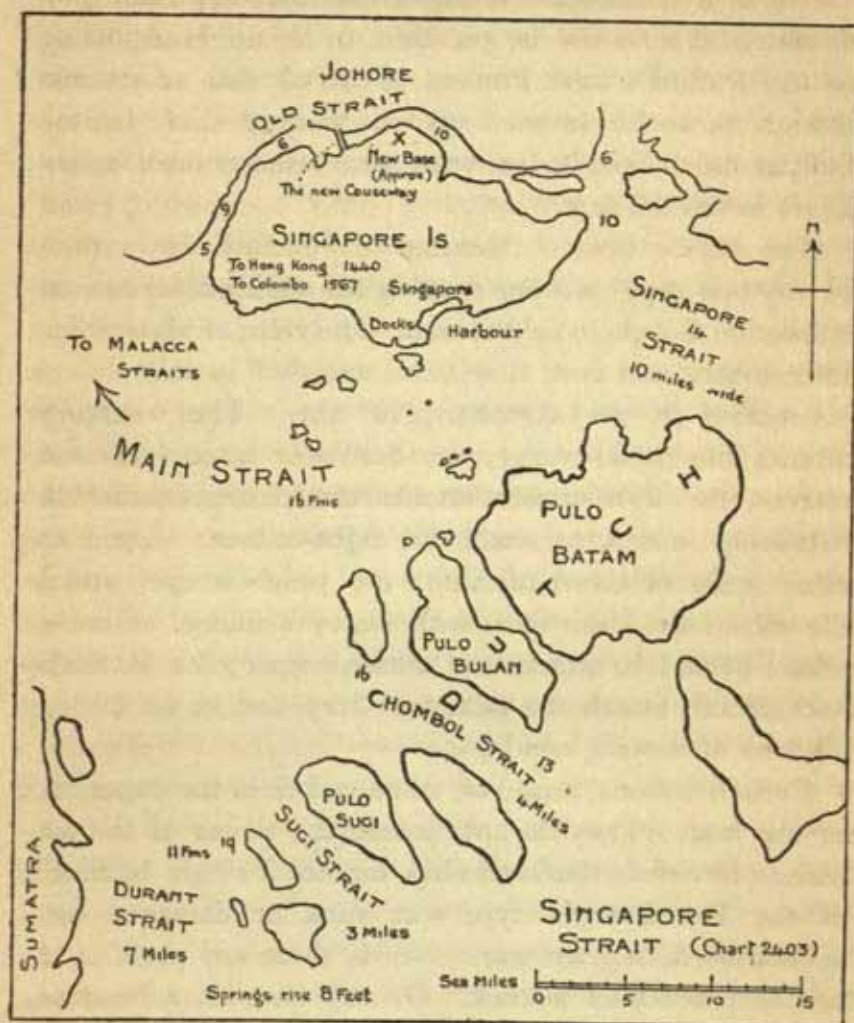 JOHORE
OLD STRAIT
6
10
X
New Base
(Approx)
The new Causeway
6
9
5
10
SINGAPORE IS
To Hong Kong 1440
To Colombo 1567
Singapore
Docks
Harbour
N
SINGAPORE
14
STRAIT
10 miles wide
To MALACCA
STRAITS
MAIN STRAIT
16 Fms
PULO
BATAM
DUTCH
PULO
BULAN
16
CHOMBOL STRAIT
13
4 Miles
PULO
SUGI
SUGI STRAIT
11 Fms
19
3 Miles
SUMATRA
DURANT
STRAIT
7 Miles
SINGAPORE
STRAIT (Chart 2403)
Springs rise 8 Feet
Sea Miles
0 5 10 15